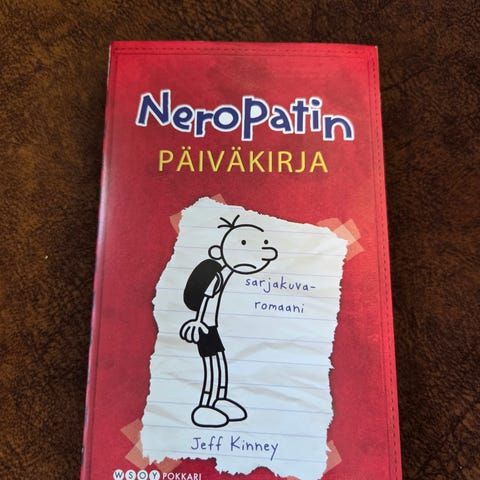 Neropatin
PÄIVÄKIRJA
sarjakuva-
romaani
Jeff Kinney
WSOY POKKARI